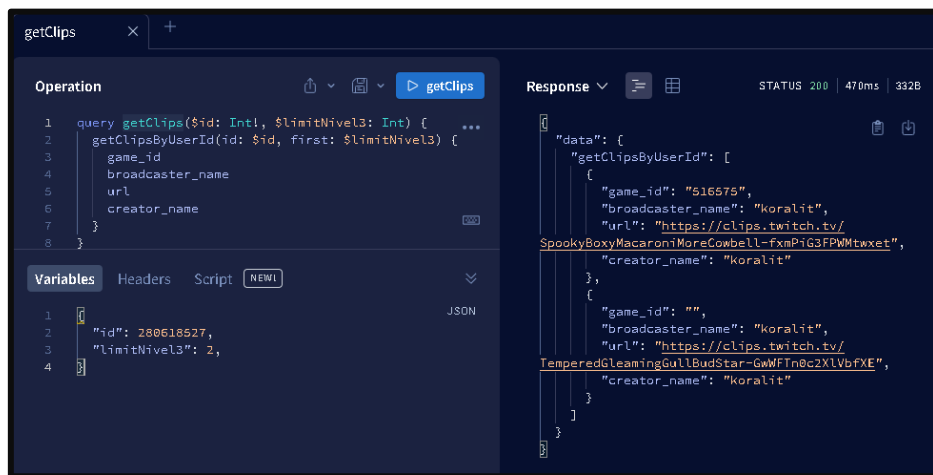 getClips
Operation
getClips
1 query getClips($id: Int!, $limitNivel3: Int) {
2 getClipsByUserId(id: $id, first: $limitNivel3) {
3 game_id
4 broadcaster_name
5 url
6 creator_name
7 }
8 }
Variables Headers Script NEW!
JSON
1 {
2 "id": 280618527,
3 "limitNivel3": 2,
4 }
Response STATUS 200 470ms 332B
{
"data": {
"getClipsByUserId": [
{
"game_id": "516575",
"broadcaster_name": "koralit",
"url": "https://clips.twitch.tv/
SpookyBoxyMacaroniMoreCowbell-fxmPiG3FPWMtwxet",
"creator_name": "koralit"
},
{
"game_id": "",
"broadcaster_name": "koralit",
"url": "https://clips.twitch.tv/
TemperedGleamingGullBudStar-GwWFTn0c2XlVbfXE",
"creator_name": "koralit"
}
]
}
}